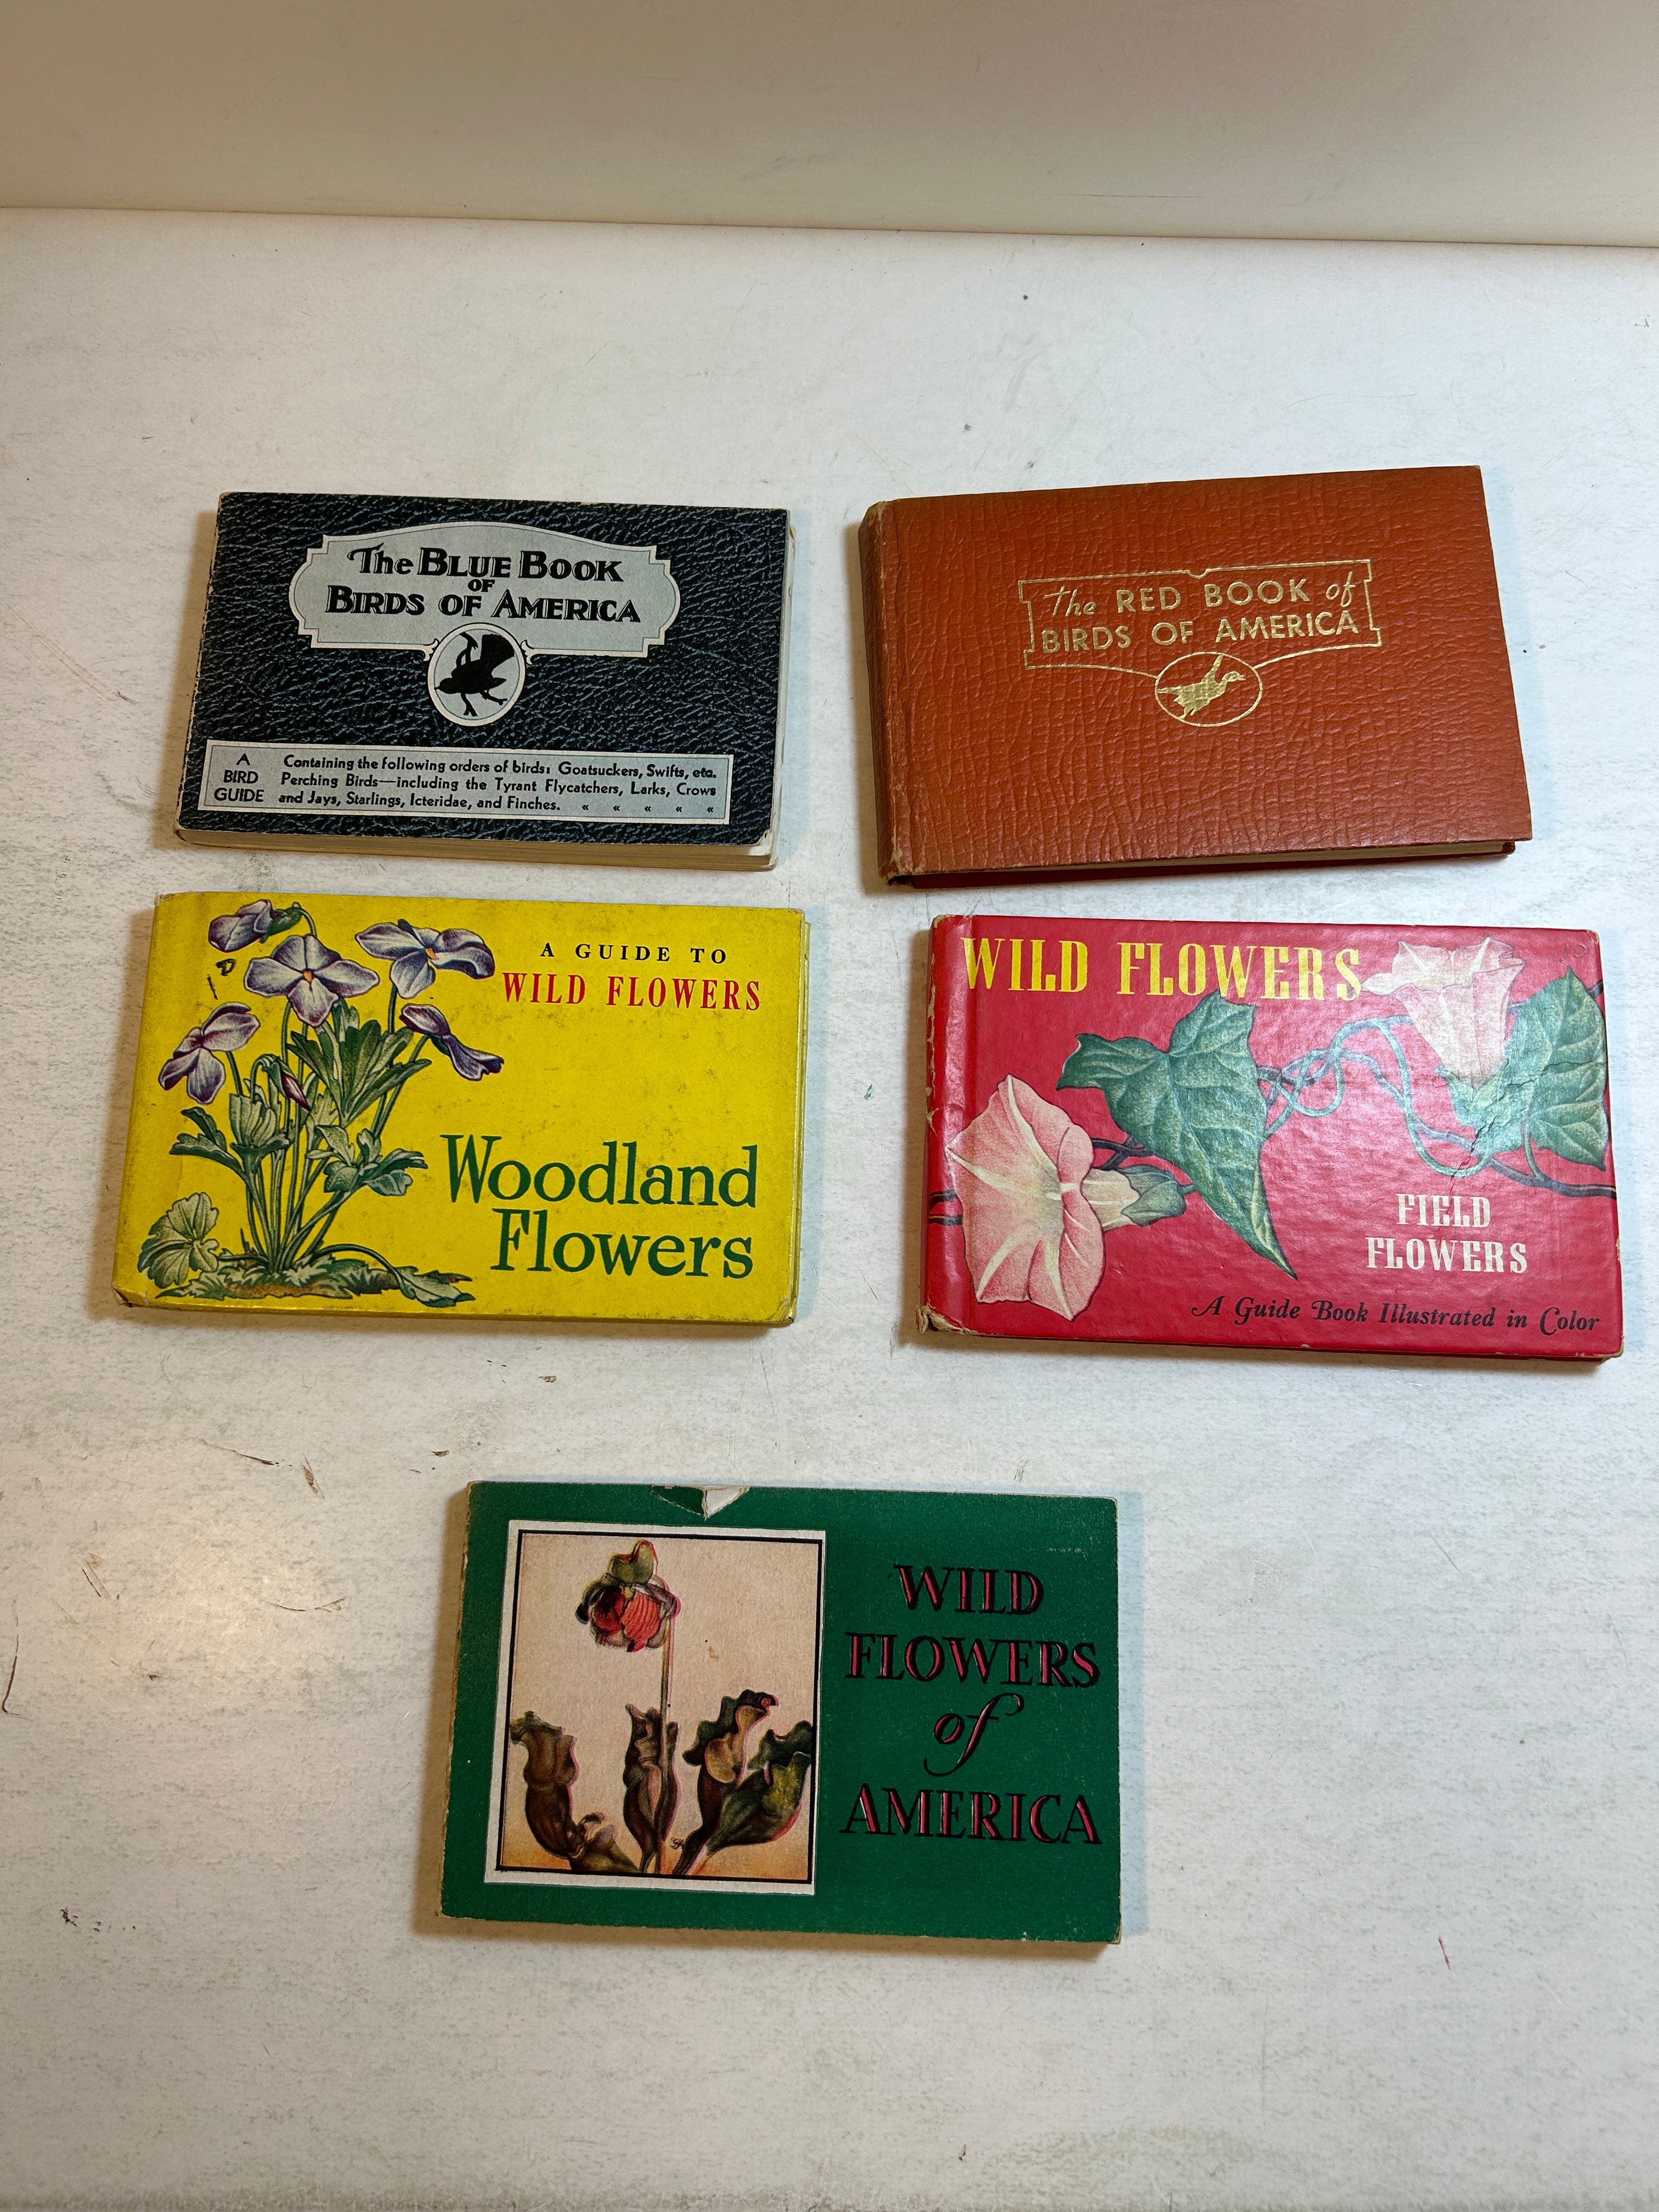 The BLUE BOOK
OF
BIRDS OF AMERICA
A
BIRD
GUIDE
Containing the following orders of birds: Goatsuckers, Swifts, etc.
Perching Birds—including the Tyrant Flycatchers, Larks, Crows
and Jays, Starlings, Icteridae, and Finches. « « « « «
The RED BOOK of
BIRDS OF AMERICA
A GUIDE TO
WILD FLOWERS
Woodland
Flowers
WILD FLOWERS
10
FIELD
FLOWERS
A Guide Book Illustrated in Color
WILD
FLOWERS
of
AMERICA